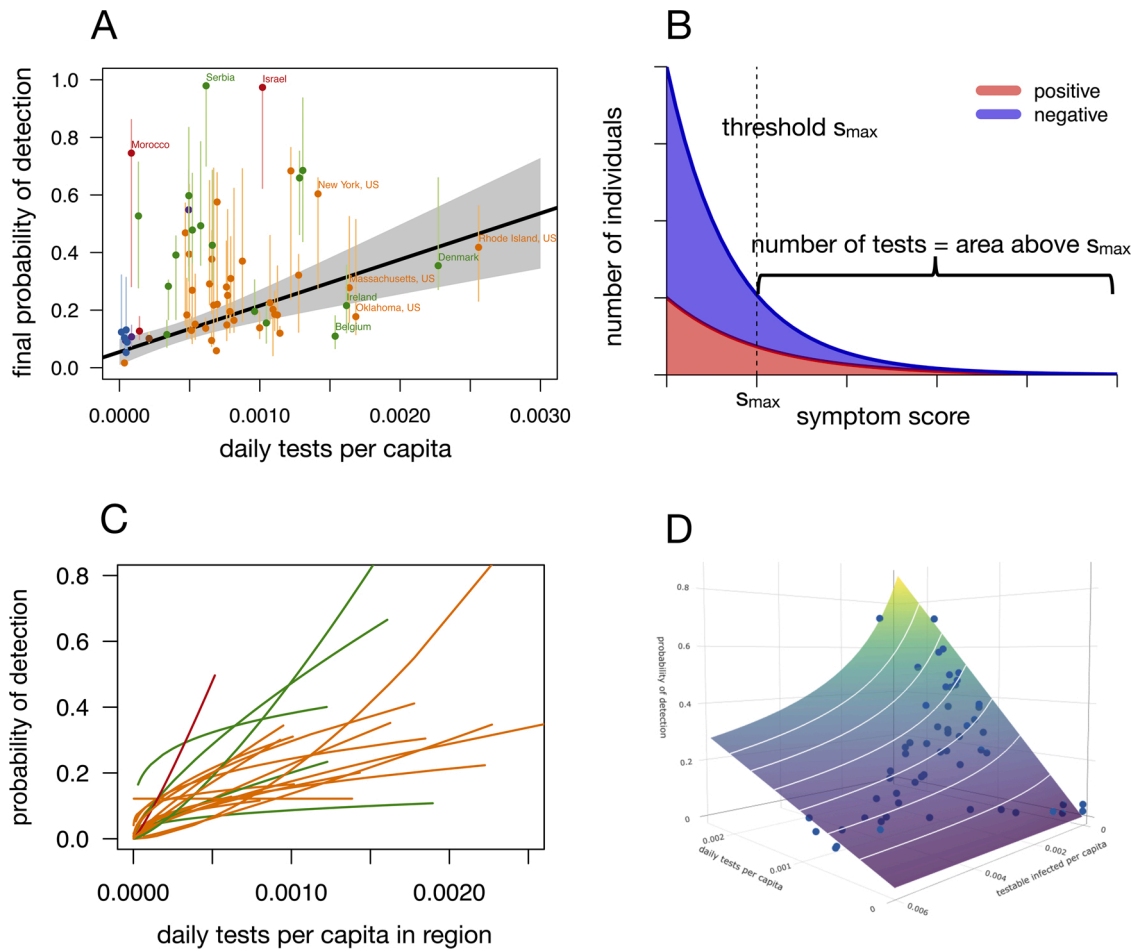 A
final probability of detection
1.0
0.8
0.6
0.4
0.2
0.0
Serbia
Israel
Morocco
New York, US
Rhode Island, US
Denmark
Massachusetts, US
Ireland
Oklahoma, US
Belgium
0.0000
0.0010
0.0020
0.0030
daily tests per capita
B
number of individuals
positive
negative
threshold smax
number of tests = area above smax
smax
symptom score
C
probability of detection
0.8
0.6
0.4
0.2
0.0
0.0000
0.0010
0.0020
daily tests per capita in region
D
probability of detection
0.8
0.6
0.4
0.2
0
0.002
0.001
0
daily tests per capita
0.006
0.004
0.002
0
testable infected per capita